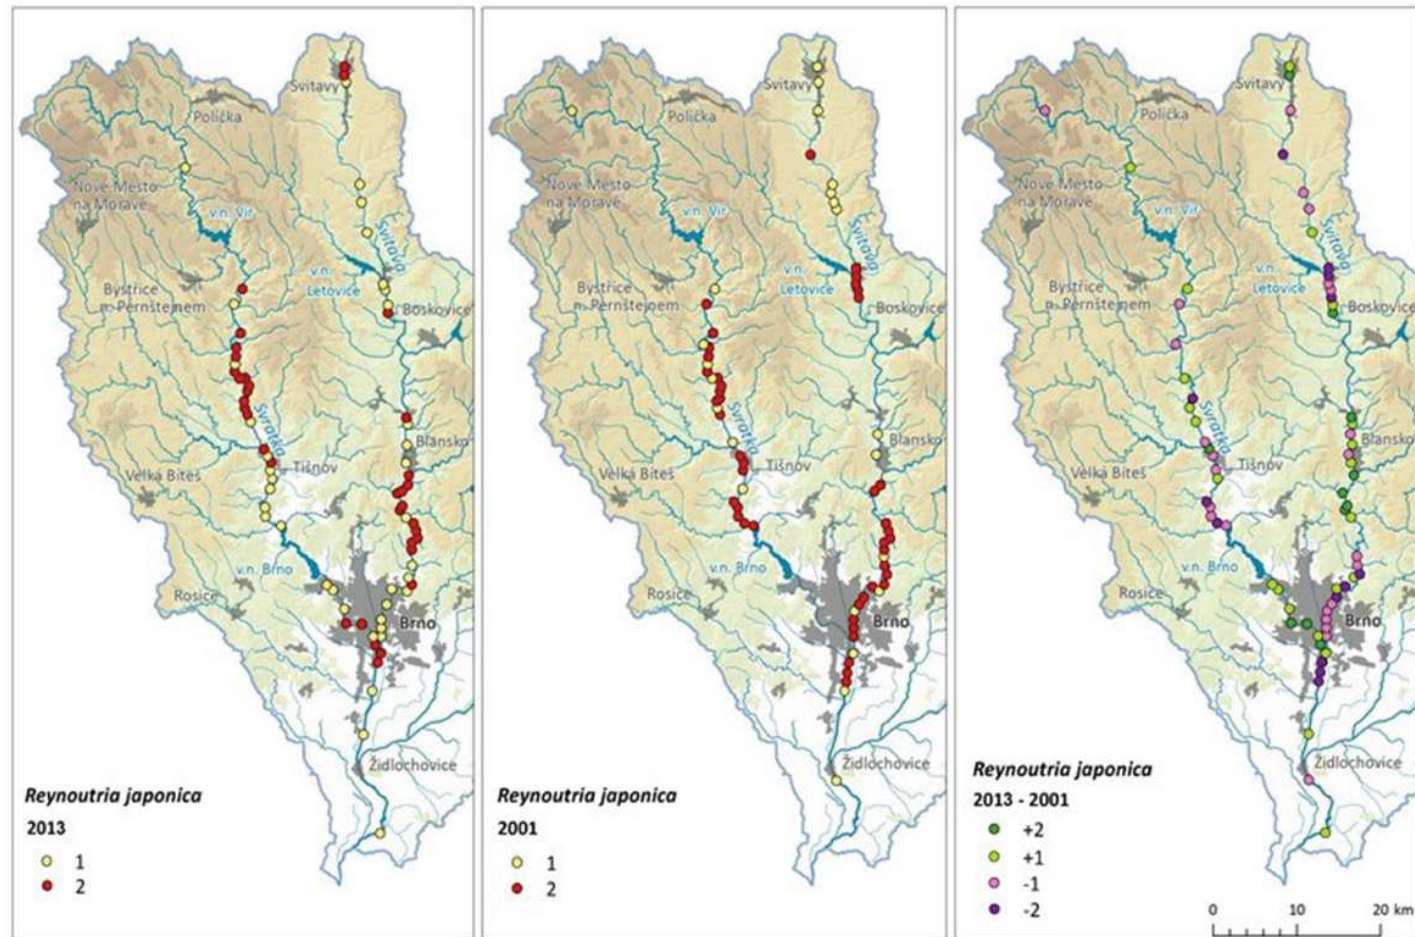 Svitavy
Polička
Nové Město
na Moravě
v.n. Vír
Svitava
v.n.
Letovice
Bystřice
n. Pernštejnem
Boskovice
Svratka
Blansko
Tišnov
Velká Bíteš
v.n. Brno
Rosice
Brno
Židlochovice
Reynoutria japonica
2013
1
2
Svitavy
Polička
Nové Město
na Moravě
v.n. Vír
Svitava
v.n.
Letovice
Bystřice
n. Pernštejnem
Boskovice
Svratka
Blansko
Tišnov
Velká Bíteš
v.n. Brno
Rosice
Brno
Židlochovice
Reynoutria japonica
2001
1
2
Svitavy
Polička
Nové Město
na Moravě
v.n. Vír
Svitava
v.n.
Letovice
Bystřice
n. Pernštejnem
Boskovice
Svratka
Blansko
Tišnov
Velká Bíteš
v.n. Brno
Rosice
Brno
Židlochovice
Reynoutria japonica
2013 - 2001
+2
+1
-1
-2
0 10 20 km